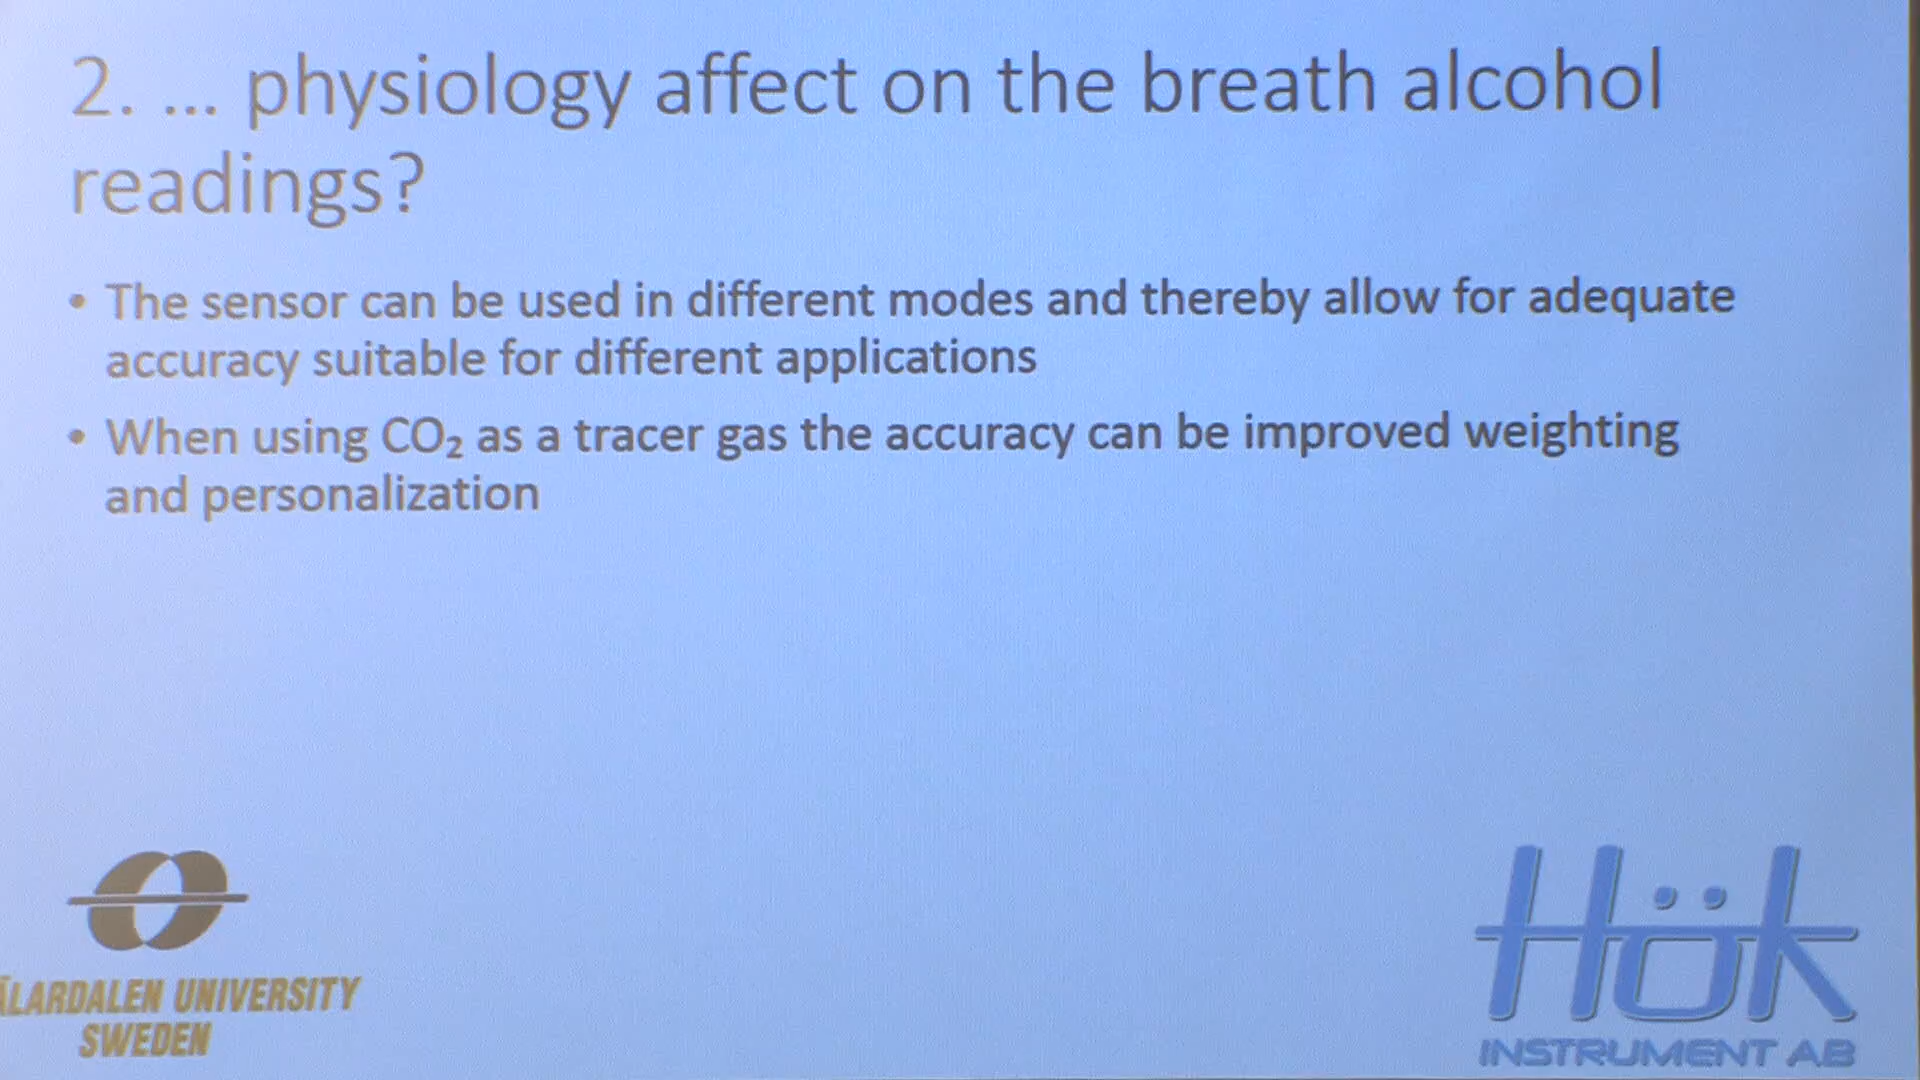 2. ... physiology affect on the breath alcohol
readings?
• The sensor can be used in different modes and thereby allow for adequate
accuracy suitable for different applications
• When using CO₂ as a tracer gas the accuracy can be improved weighting
and personalization
ÄLARDALEN UNIVERSITY
SWEDEN
Hök
INSTRUMENT AB